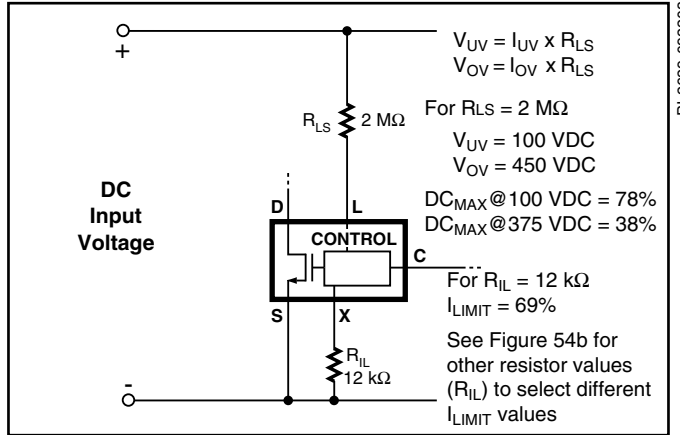 +
DC
Input
Voltage
-
R_LS
2 MΩ
D
L
CONTROL
C
S
X
R_IL
12 kΩ
V_UV = I_UV x R_LS
V_OV = I_OV x R_LS
For RLS = 2 MΩ
V_UV = 100 VDC
V_OV = 450 VDC
DC_MAX@100 VDC = 78%
DC_MAX@375 VDC = 38%
For R_IL = 12 kΩ
I_LIMIT = 69%
See Figure 54b for
other resistor values
(R_IL) to select different
I_LIMIT values